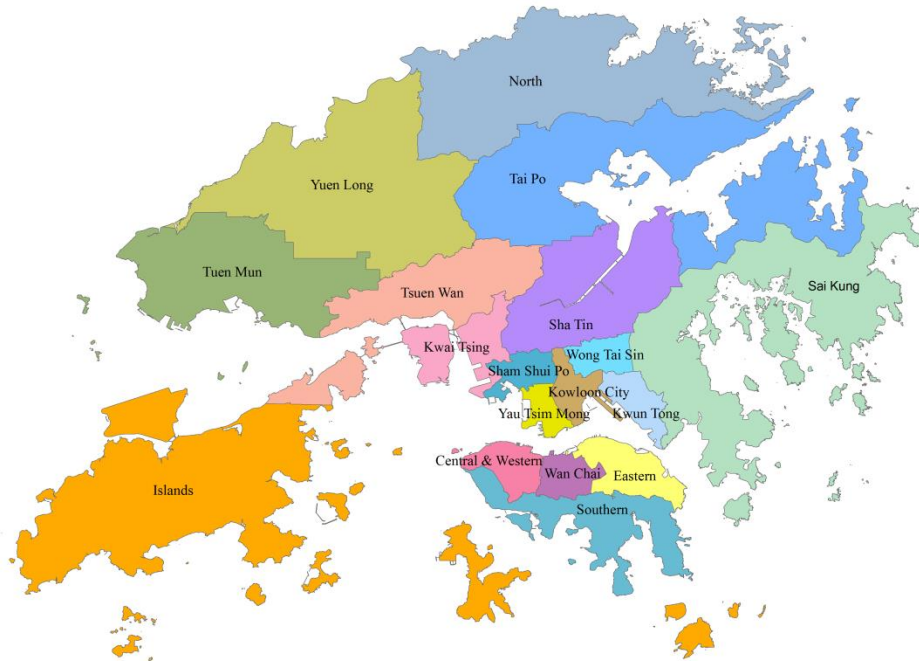 North
Yuen Long
Tai Po
Tuen Mun
Tsuen Wan
Sai Kung
Sha Tin
Kwai Tsing
Wong Tai Sin
Sham Shui Po
Kowloon City
Yau Tsim Mong
Kwun Tong
Central & Western
Wan Chai
Eastern
Islands
Southern